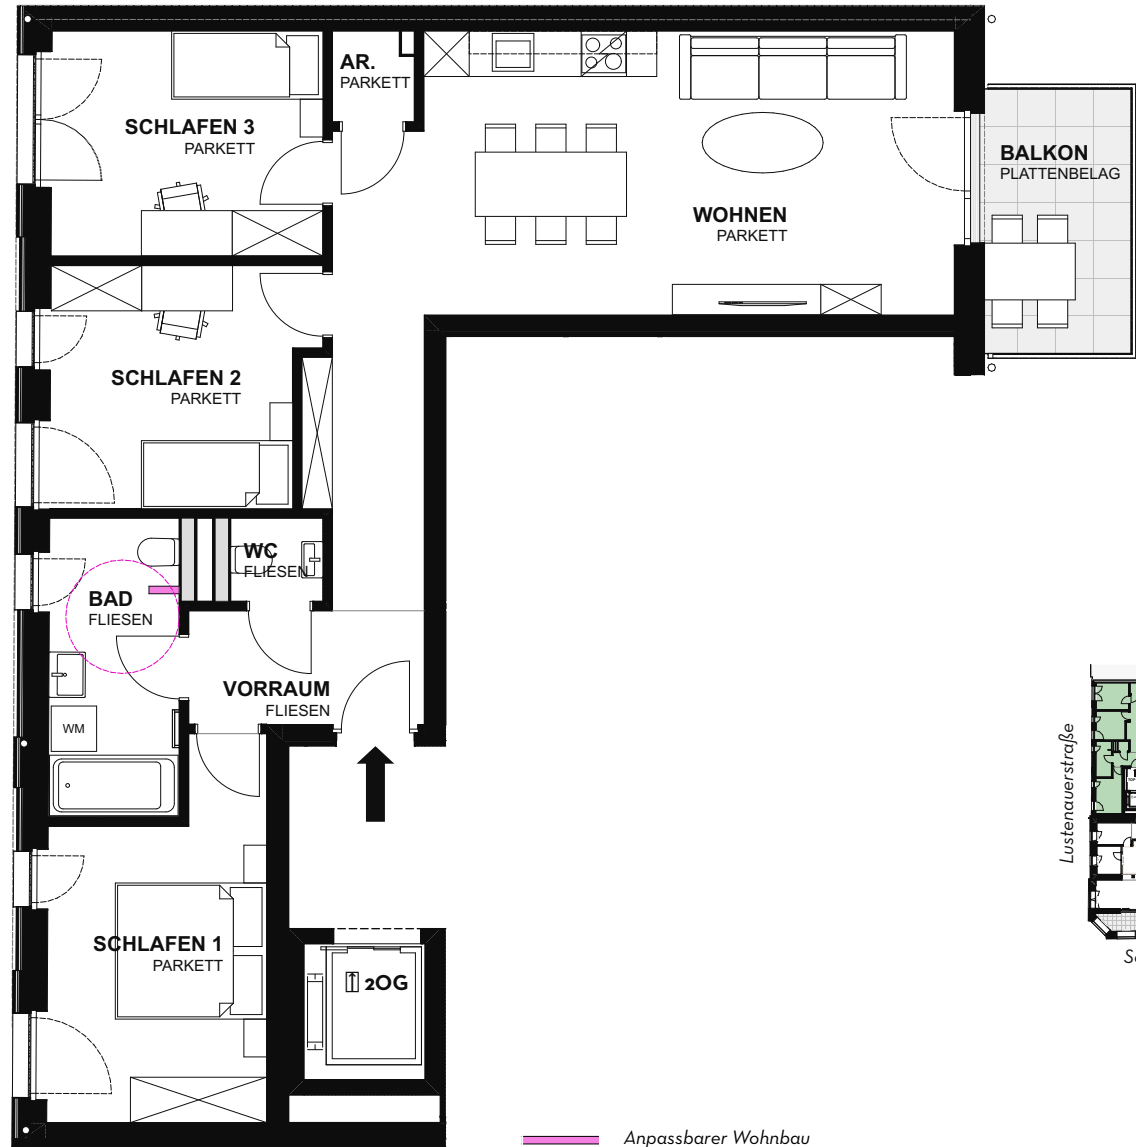 AR.
PARKETT
SCHLAFEN 3
PARKETT
BALKON
PLATTENBELAG
WOHNEN
PARKETT
SCHLAFEN 2
PARKETT
WC
FLIESEN
BAD
FLIESEN
VORRAUM
FLIESEN
WM
Lustenauerstraße
SCHLAFEN 1
PARKETT
2OG
Anpassbarer Wohnbau